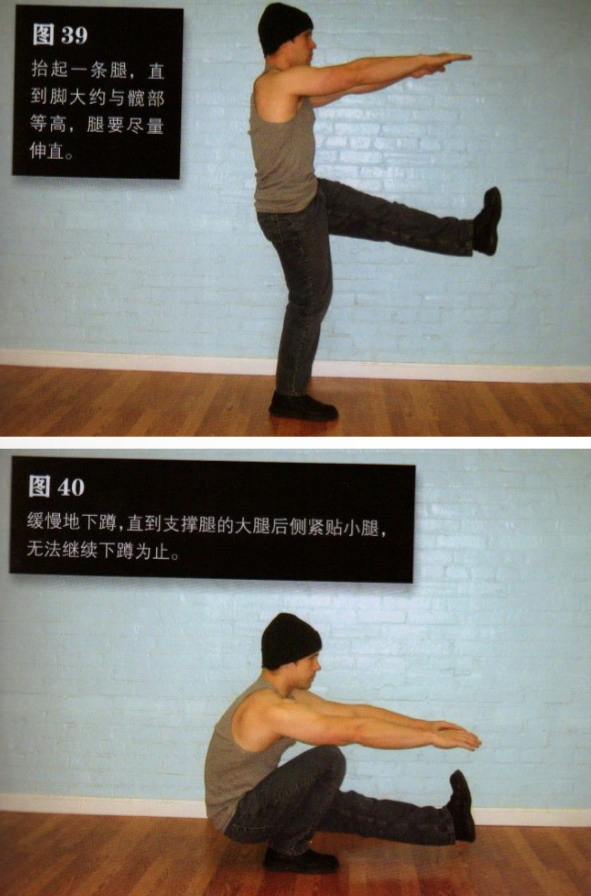 图 39
抬起一条腿，直
到脚大约与髋部
等高，腿要尽量
伸直。
图 40
缓慢地下蹲，直到支撑腿的大腿后侧紧贴小腿，
无法继续下蹲为止。